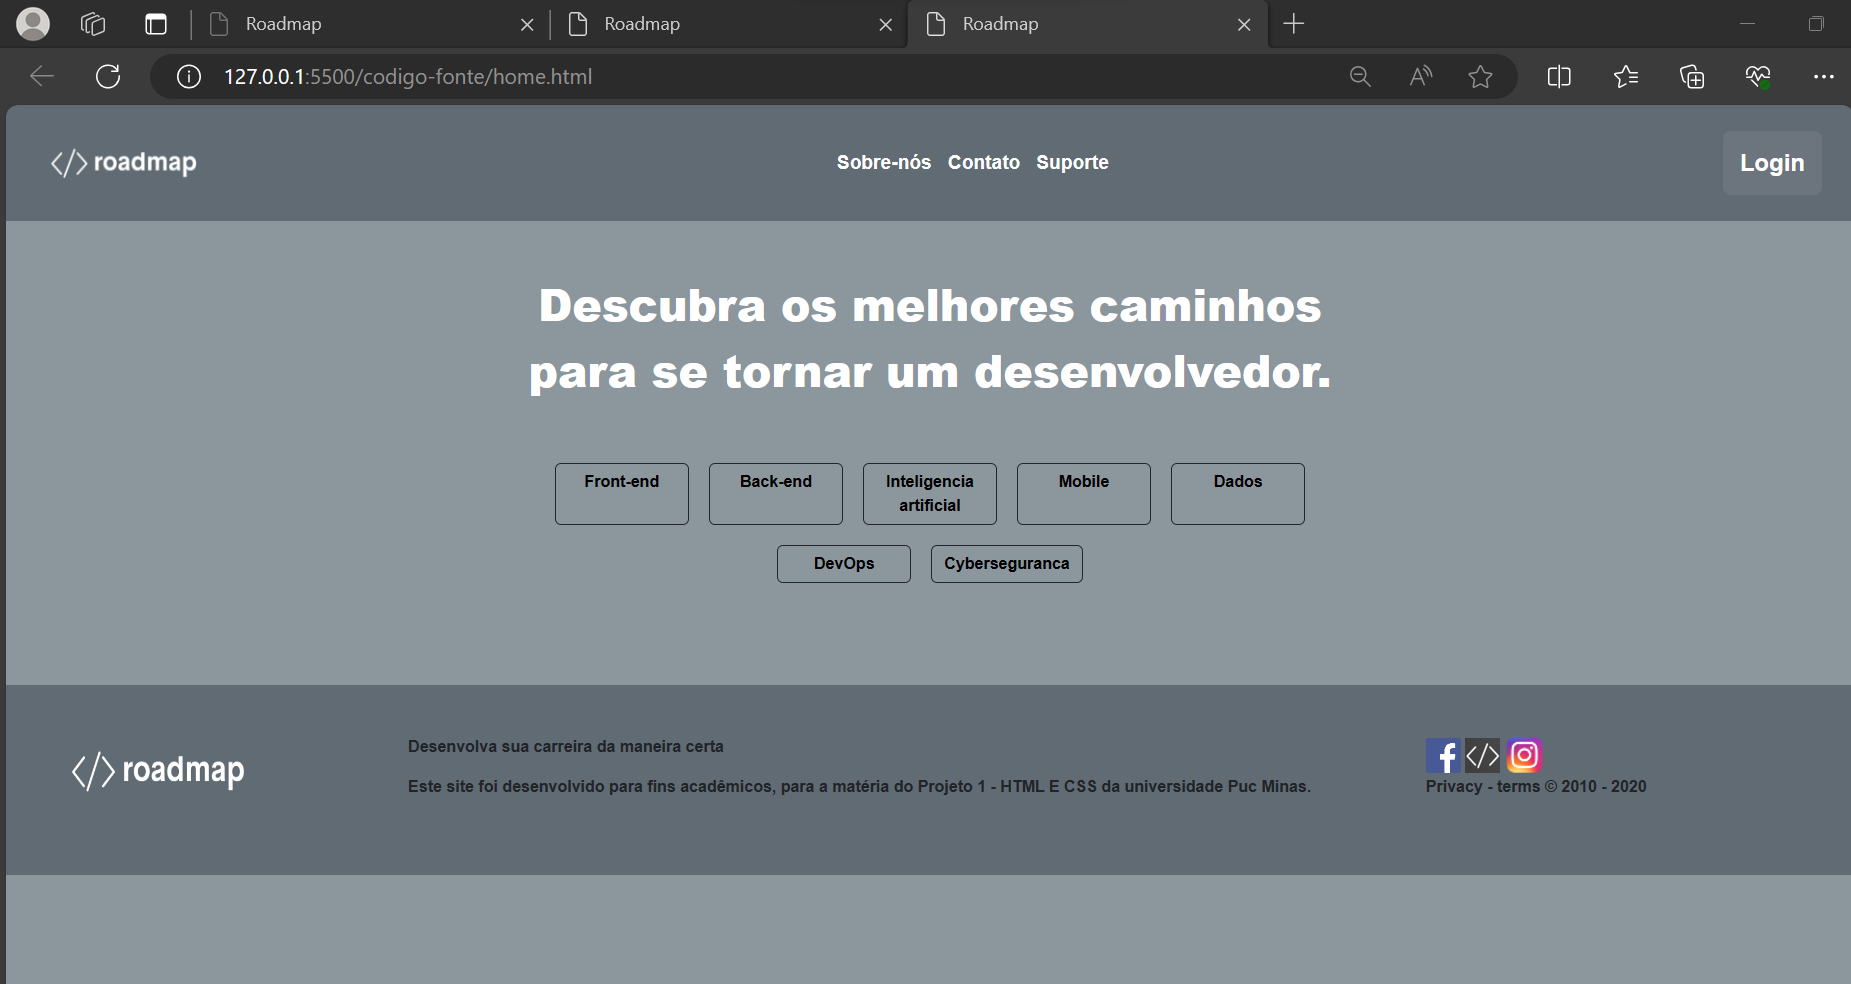 Roadmap
Roadmap
Roadmap
127.0.0.1:5500/codigo-fonte/home.html
</> roadmap
Sobre-nós Contato Suporte
Login
Descubra os melhores caminhos
para se tornar um desenvolvedor.
Front-end
Back-end
Inteligencia
artificial
Mobile
Dados
DevOps
Cyberseguranca
</> roadmap
Desenvolva sua carreira da maneira certa
Este site foi desenvolvido para fins acadêmicos, para a matéria do Projeto 1 - HTML E CSS da universidade Puc Minas.
</>
Privacy - terms © 2010 - 2020